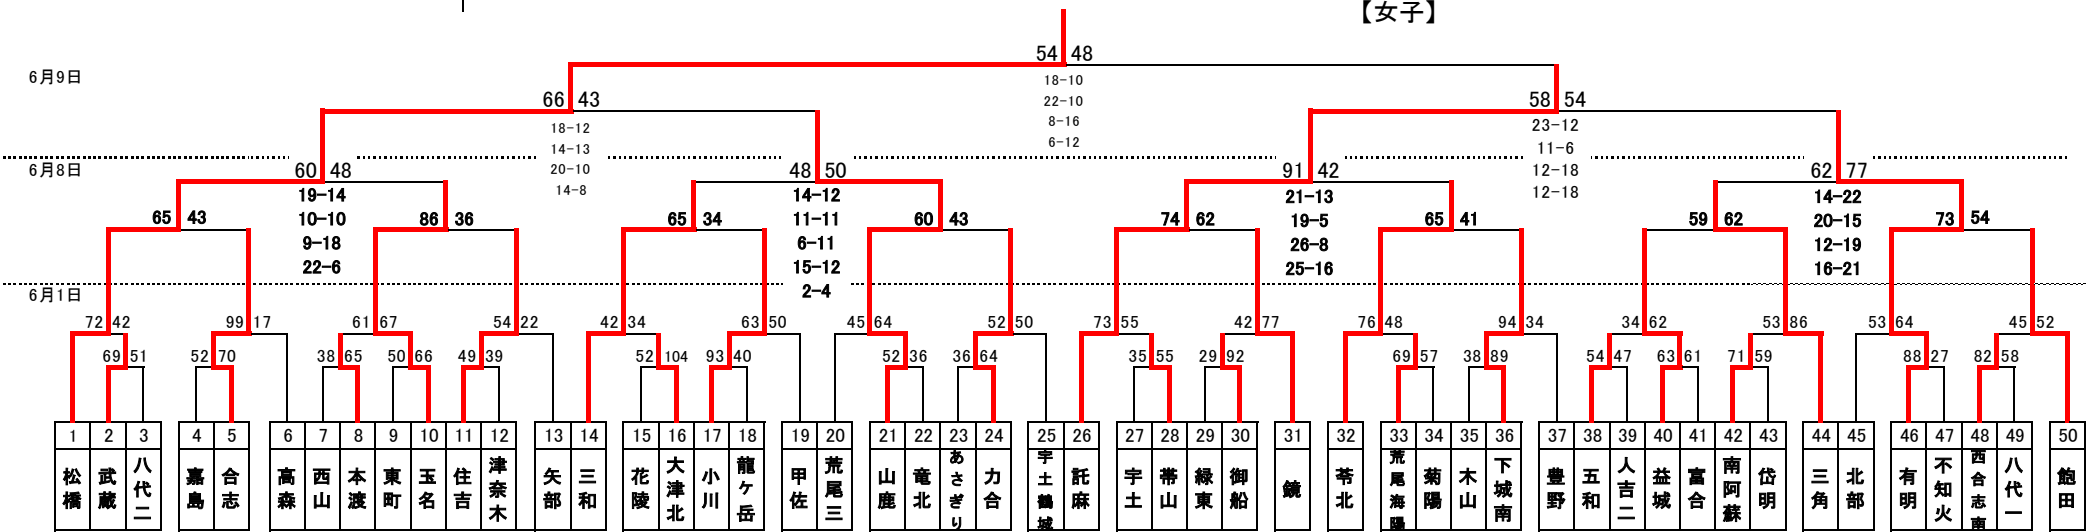 【女子】
54 48
6月9日
18-10
22-10
8-16
6-12
66 43
58 54
18-12
14-13
20-10
14-8
23-12
11-6
12-18
12-18
6月8日
60 48
48 50
91 42
62 77
19-14
10-10
9-18
22-6
14-12
11-11
6-11
15-12
2-4
21-13
19-5
26-8
25-16
14-22
20-15
12-19
16-21
65 43
86 36
65 34
60 43
74 62
65 41
59 62
73 54
6月1日
72 42
99 17
61 67
54 22
42 34
63 50
45 64
52 50
73 55
42 77
76 48
94 34
34 62
53 86
53 64
45 52
69 51
52 70
38 65
50 66
49 39
52 104
93 40
52 36
36 64
35 55
29 92
69 57
38 89
54 47
63 61
71 59
88 27
82 58
1 2 3 4 5 6 7 8 9 10 11 12 13 14 15 16 17 18 19 20 21 22 23 24 25 26 27 28 29 30 31 32 33 34 35 36 37 38 39 40 41 42 43 44 45 46 47 48 49 50
松橋
武蔵
八代二
嘉島
合志
高森
西山
本渡
東町
玉名
住吉
津奈木
矢部
三和
花陵
大津北
小川
龍ヶ岳
甲佐
荒尾三
山鹿
竜北
あさぎり
力合
宇土鶴城
託麻
宇土
帯山
緑東
御船
鏡
苓北
荒尾海陽
菊陽
木山
下城南
豊野
五和
人吉二
益城
富合
南阿蘇
岱明
三角
北部
有明
不知火
西合志南
八代一
飽田